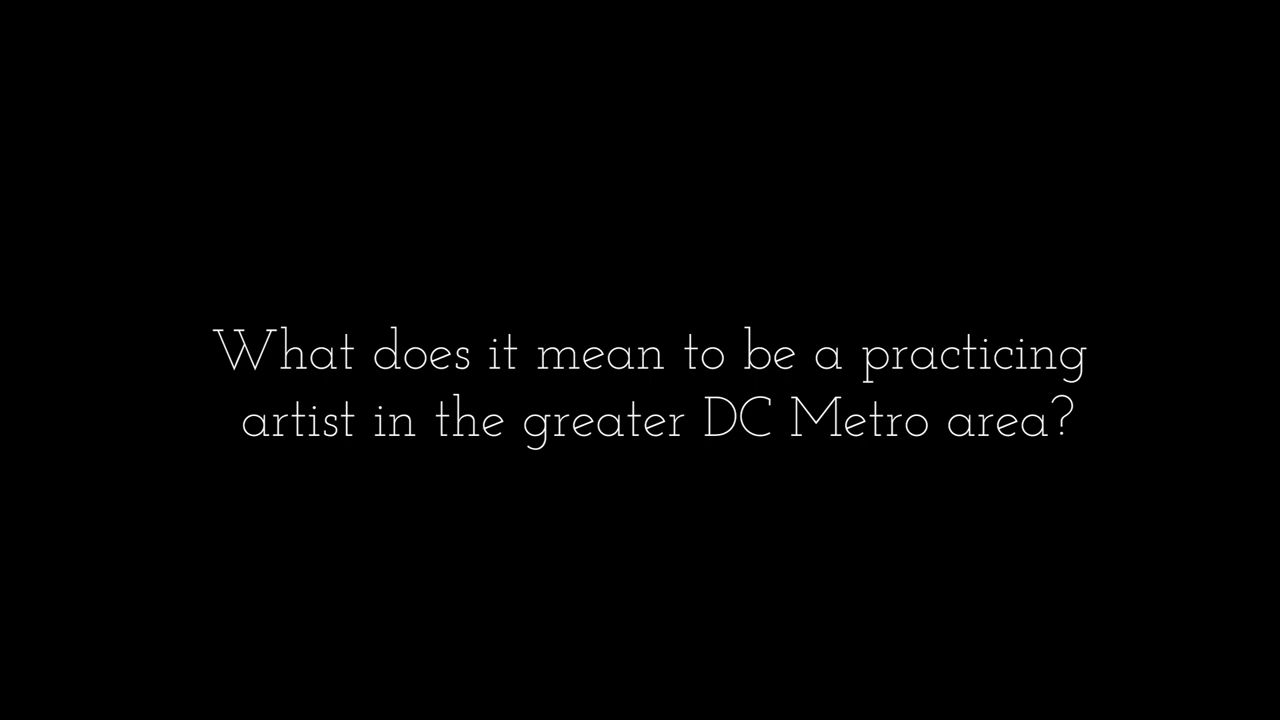 What does it mean to be a practicing
artist in the greater DC Metro area?